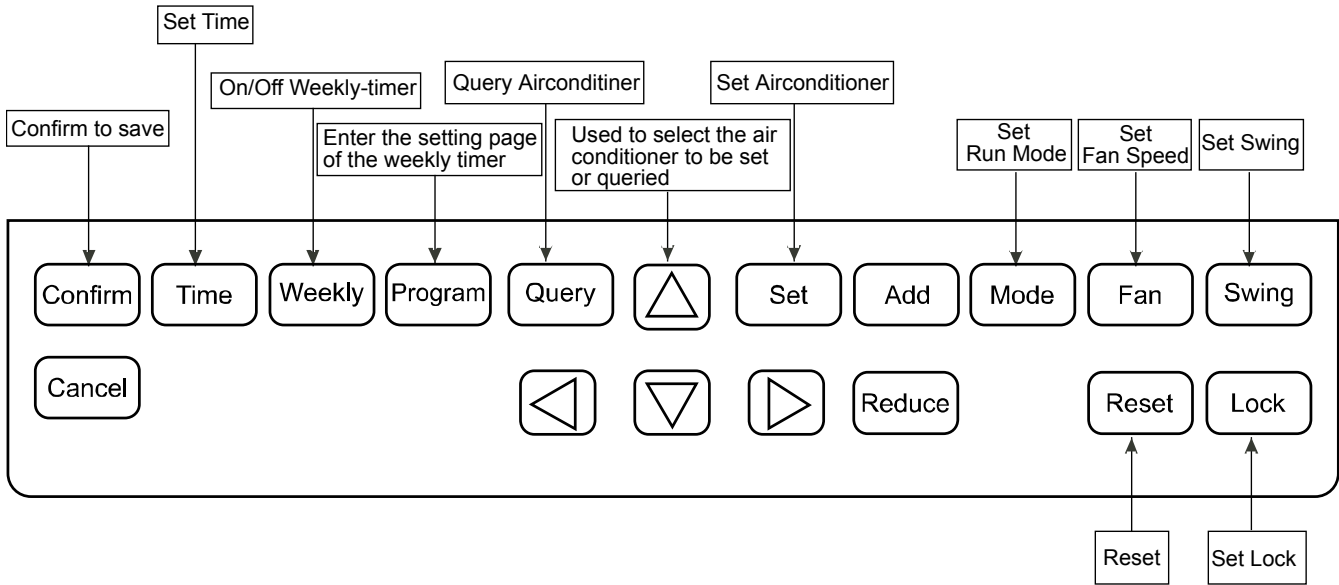 Set Time
On/Off Weekly-timer
Query Airconditiner
Set Airconditioner
Confirm to save
Enter the setting page
of the weekly timer
Used to select the air
conditioner to be set
or queried
Set
Run Mode
Set
Fan Speed
Set Swing
Confirm
Time
Weekly
Program
Query
Set
Add
Mode
Fan
Swing
Cancel
Reduce
Reset
Lock
Reset
Set Lock